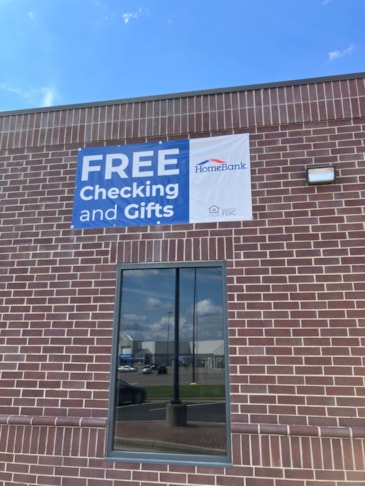 FREE
Checking
and Gifts
HomeBank
FDIC